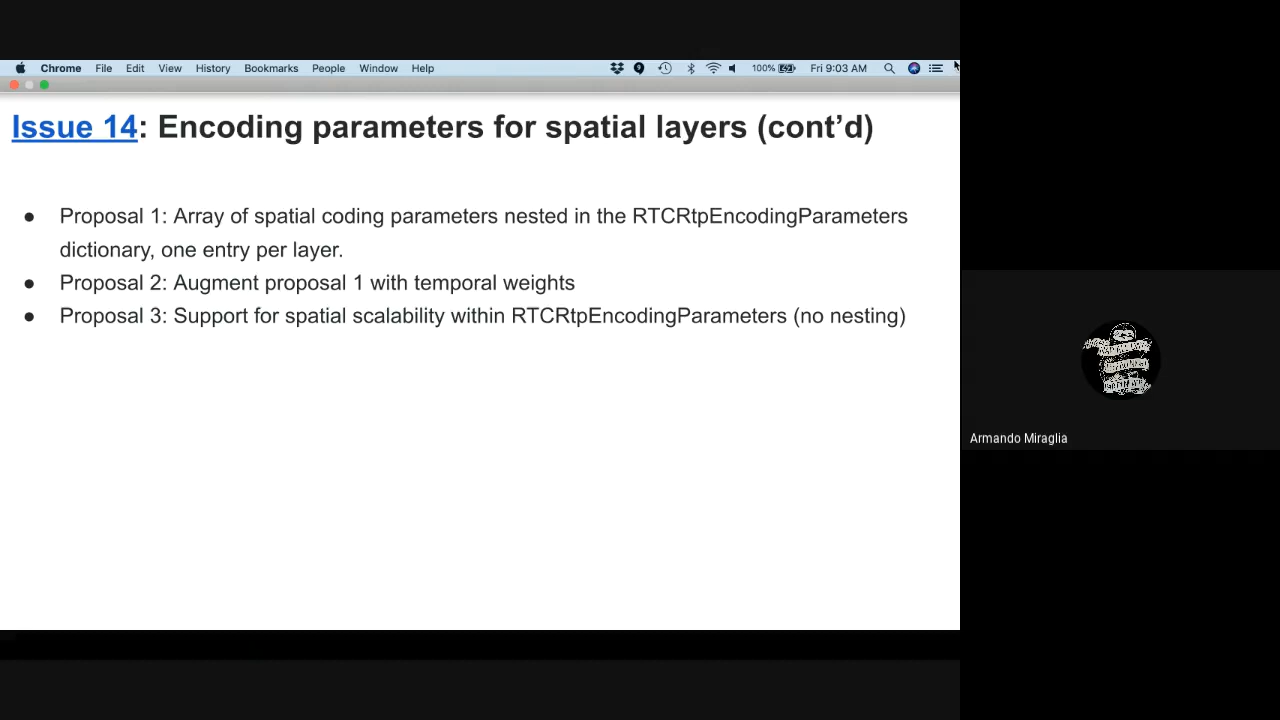 Chrome File Edit View History Bookmarks People Window Help 100% Fri 9:03 AM
Issue 14: Encoding parameters for spatial layers (cont’d)
● Proposal 1: Array of spatial coding parameters nested in the RTCRtpEncodingParameters
dictionary, one entry per layer.
● Proposal 2: Augment proposal 1 with temporal weights
● Proposal 3: Support for spatial scalability within RTCRtpEncodingParameters (no nesting)
Armando Miraglia